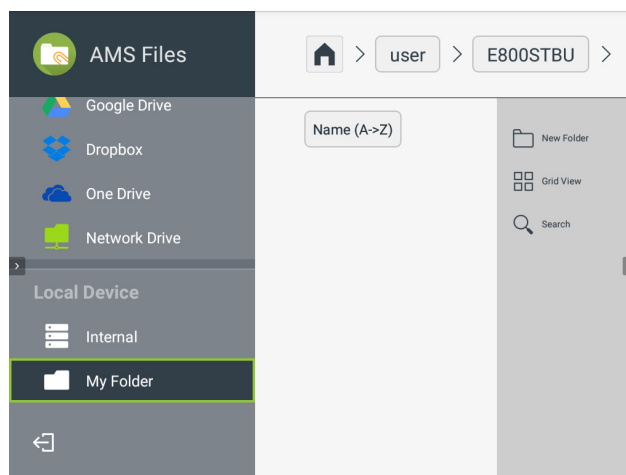 AMS Files
> user > E800STBU >
Google Drive
Dropbox
One Drive
Network Drive
Local Device
Internal
My Folder
Name (A->Z)
New Folder
Grid View
Search